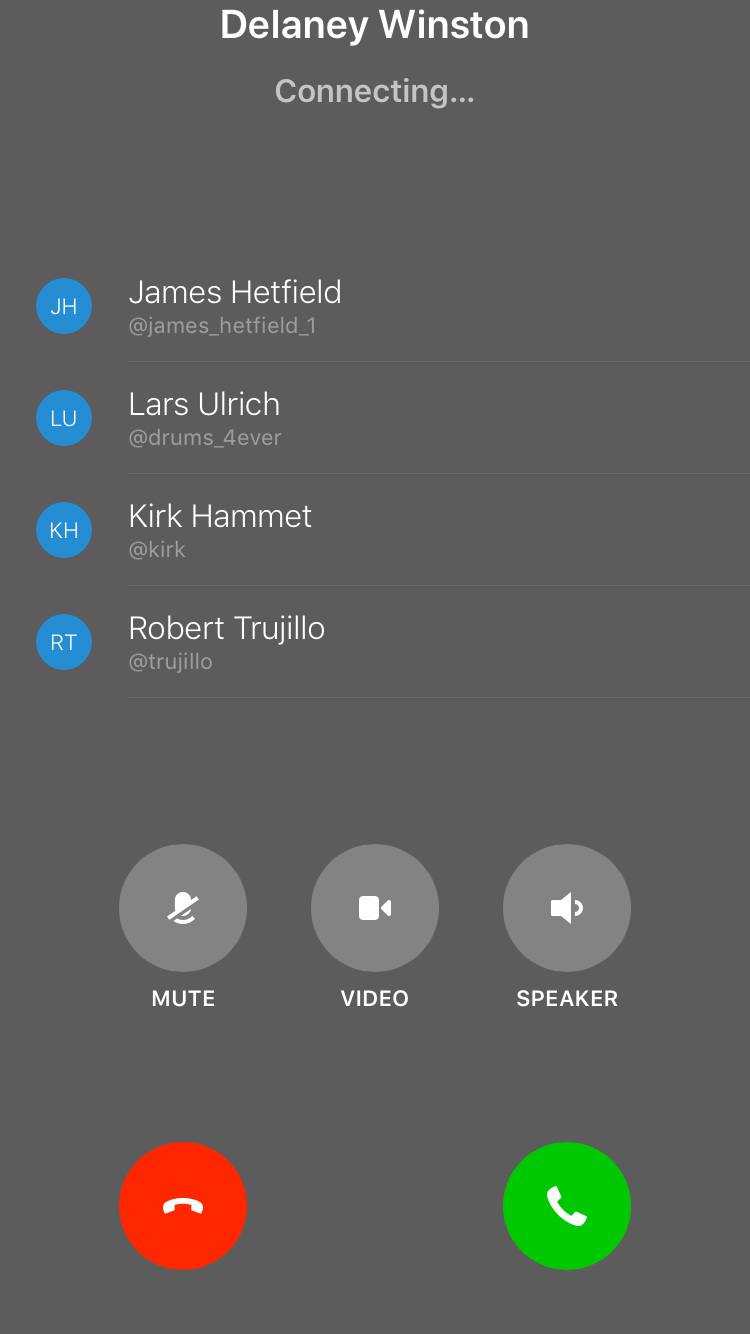 Delaney Winston
Connecting...
JH
James Hetfield
@james_hetfield_1
LU
Lars Ulrich
@drums_4ever
KH
Kirk Hammet
@kirk
RT
Robert Trujillo
@trujillo
MUTE
VIDEO
SPEAKER